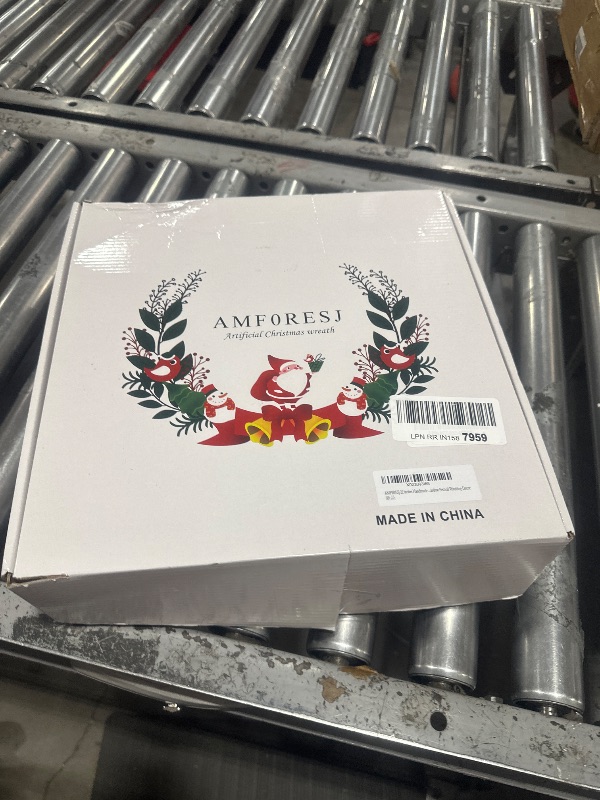 AMF0RESJ
Artificial Christmas wreath
LPN RR IN158 7959
MADE IN CHINA